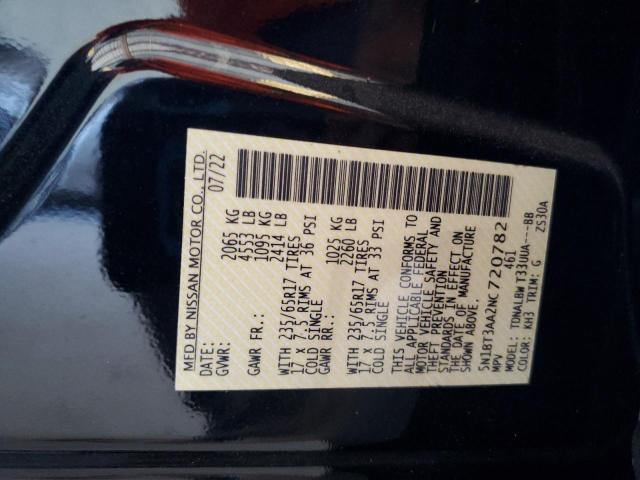 MFD BY NISSAN MOTOR CO., LTD.
DATE: 07/22
GVWR: 2065 KG
4553 LB
GAWR FR.: 1095 KG
2414 LB
WITH 235/65R17 TIRES
17 x 7.5 RIMS AT 36 PSI
COLD SINGLE
GAWR RR.: 1025 KG
2260 LB
WITH 235/65R17 TIRES
17 x 7.5 RIMS AT 33 PSI
COLD SINGLE
THIS VEHICLE CONFORMS TO
ALL APPLICABLE FEDERAL
MOTOR VEHICLE SAFETY AND
THEFT PREVENTION
STANDARDS IN EFFECT ON
THE DATE OF MANUFACTURE
SHOWN ABOVE.
5N1BT3AA2NC720782
MPV 461
MODEL: TDNALBW T33UUA---BB
COLOR: KH3 TRIM: G ZS30A